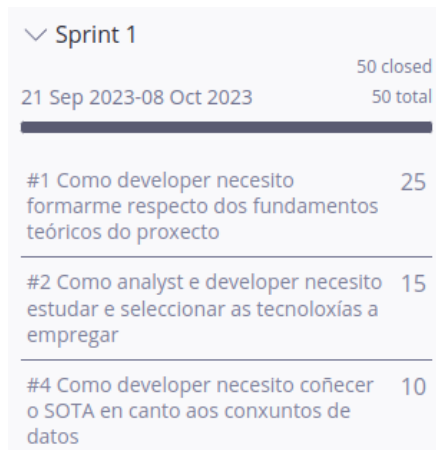 Sprint 1
50 closed
21 Sep 2023-08 Oct 2023
50 total
#1 Como developer necesito
25
formarme respecto dos fundamentos
teóricos do proxecto
#2 Como analyst e developer necesito
15
estudar e seleccionar as tecnoloxías a
empregar
#4 Como developer necesito coñecer
10
o SOTA en canto aos conxuntos de
datos